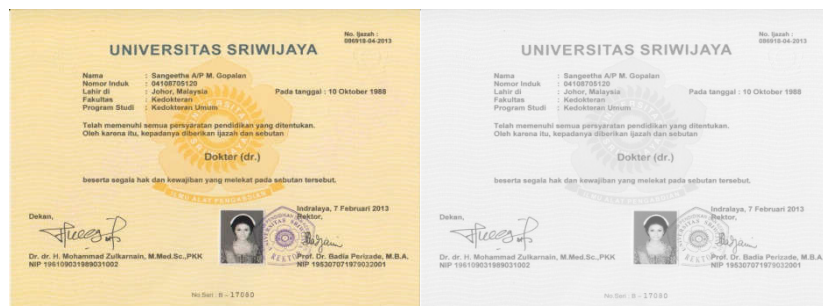 No. Ijazah :
086918-04-2013
UNIVERSITAS SRIWIJAYA
Nama : Sangeetha A/P M. Gopalan
Nomor Induk : 04108705120
Lahir di : Johor, Malaysia Pada tanggal : 10 Oktober 1988
Fakultas : Kedokteran
Program Studi : Kedokteran Umum
Telah memenuhi semua persyaratan pendidikan yang ditentukan.
Oleh karena itu, kepadanya diberikan ijazah dan sebutan
Dokter (dr.)
beserta segala hak dan kewajiban yang melekat pada sebutan tersebut.
ILMU ALAT PENGABDIAN
Indralaya, 7 Februari 2013
Dekan, Rektor,
Dr. dr. H. Mohammad Zulkarnain, M.Med.Sc.,PKK Prof. Dr. Badia Perizade, M.B.A.
NIP 196109031989031002 NIP 195307071979032001
No.Seri : B - 17080
No. Ijazah :
086918-04-2013
UNIVERSITAS SRIWIJAYA
Nama : Sangeetha A/P M. Gopalan
Nomor Induk : 04108705120
Lahir di : Johor, Malaysia Pada tanggal : 10 Oktober 1988
Fakultas : Kedokteran
Program Studi : Kedokteran Umum
Telah memenuhi semua persyaratan pendidikan yang ditentukan.
Oleh karena itu, kepadanya diberikan ijazah dan sebutan
Dokter (dr.)
beserta segala hak dan kewajiban yang melekat pada sebutan tersebut.
ILMU ALAT PENGABDIAN
Indralaya, 7 Februari 2013
Dekan, Rektor,
Dr. dr. H. Mohammad Zulkarnain, M.Med.Sc.,PKK Prof. Dr. Badia Perizade, M.B.A.
NIP 196109031989031002 NIP 195307071979032001
No.Seri : B - 17080